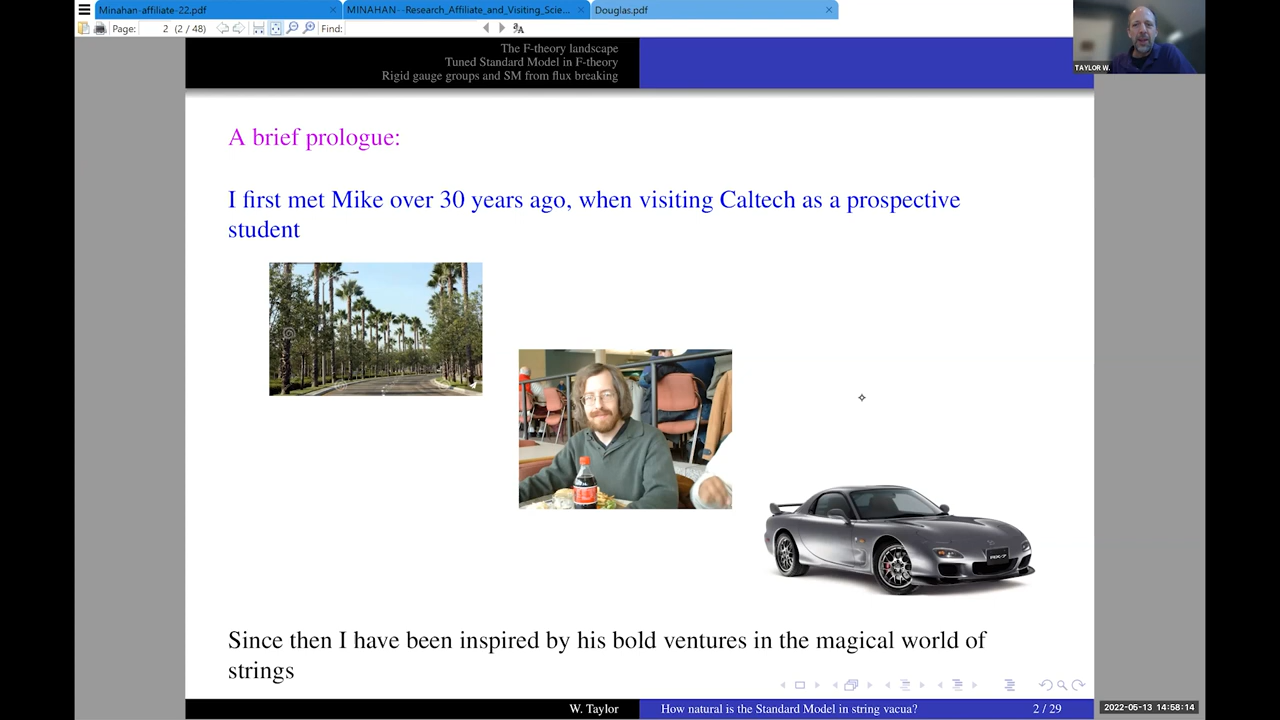 Minahan-affiliate-22.pdf
MINAHAN--Research_Affiliate_and_Visiting_Scie...
Douglas.pdf
Page: 2 (2 / 48) Find:
TAYLOR W.
The F-theory landscape
Tuned Standard Model in F-theory
Rigid gauge groups and SM from flux breaking
A brief prologue:
I first met Mike over 30 years ago, when visiting Caltech as a prospective
student
RX-7
Since then I have been inspired by his bold ventures in the magical world of
strings
W. Taylor
How natural is the Standard Model in string vacua?
2 / 29
2022-05-13 14:58:14